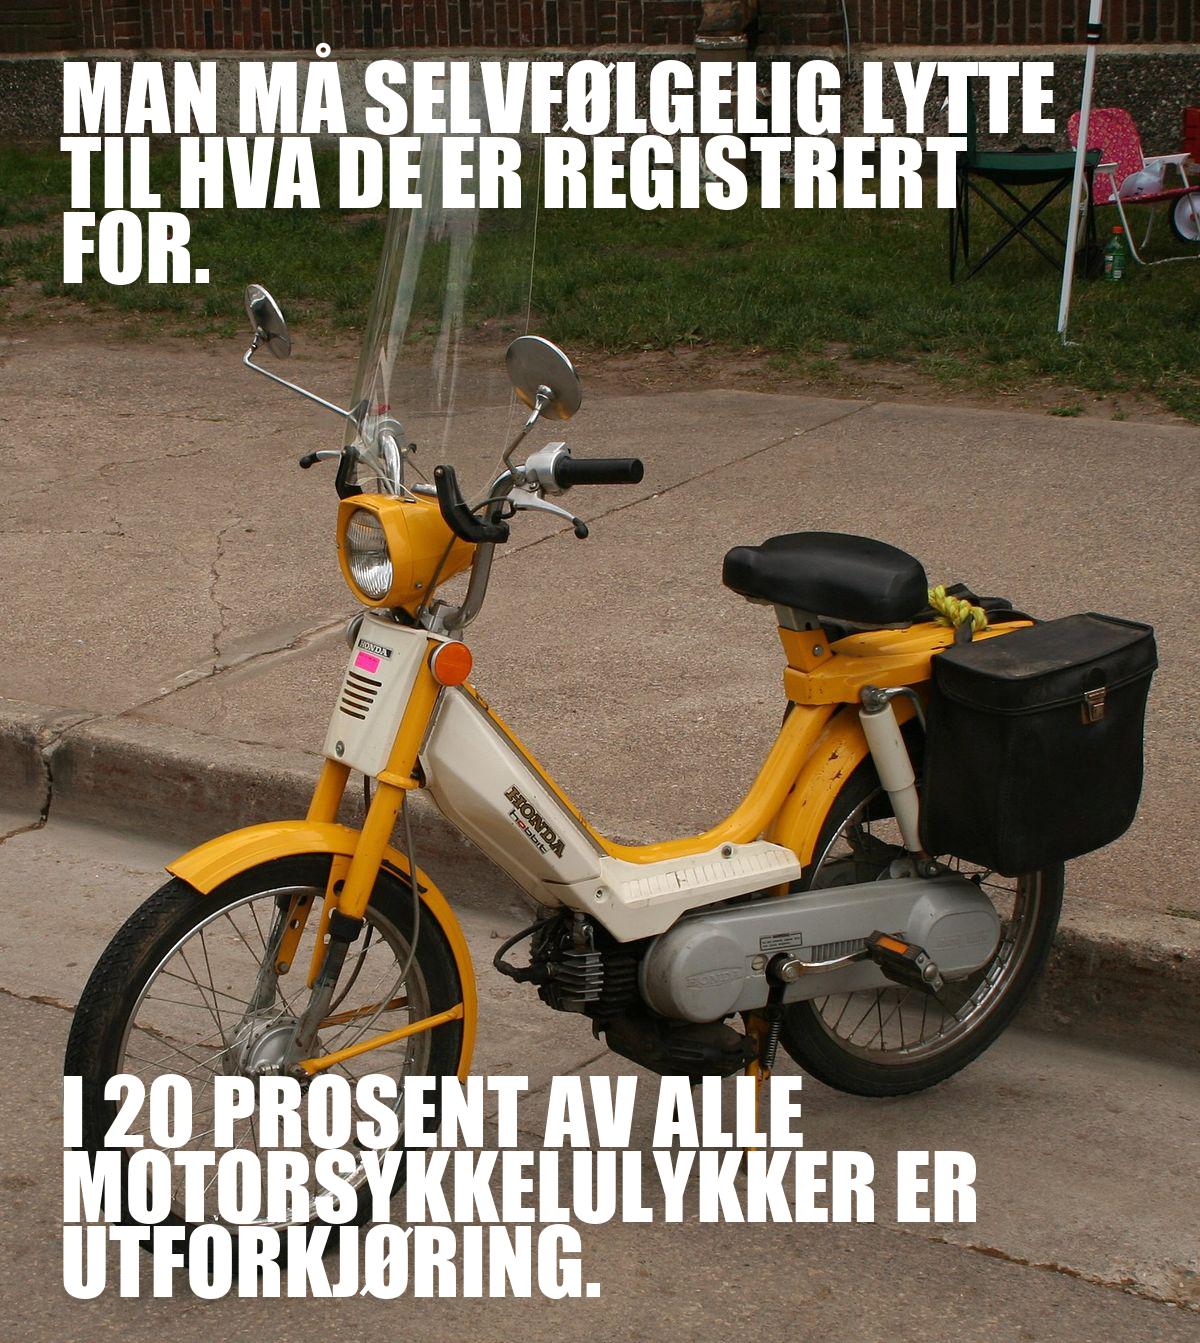 MAN MÅ SELVFØLGELIG LYTTE
TIL HVA DE ER REGISTRERT
FOR.
HONDA
HONDA
hobbit
HONDA
I 20 PROSENT AV ALLE
MOTORSYKKELULYKKER ER
UTFORKJØRING.